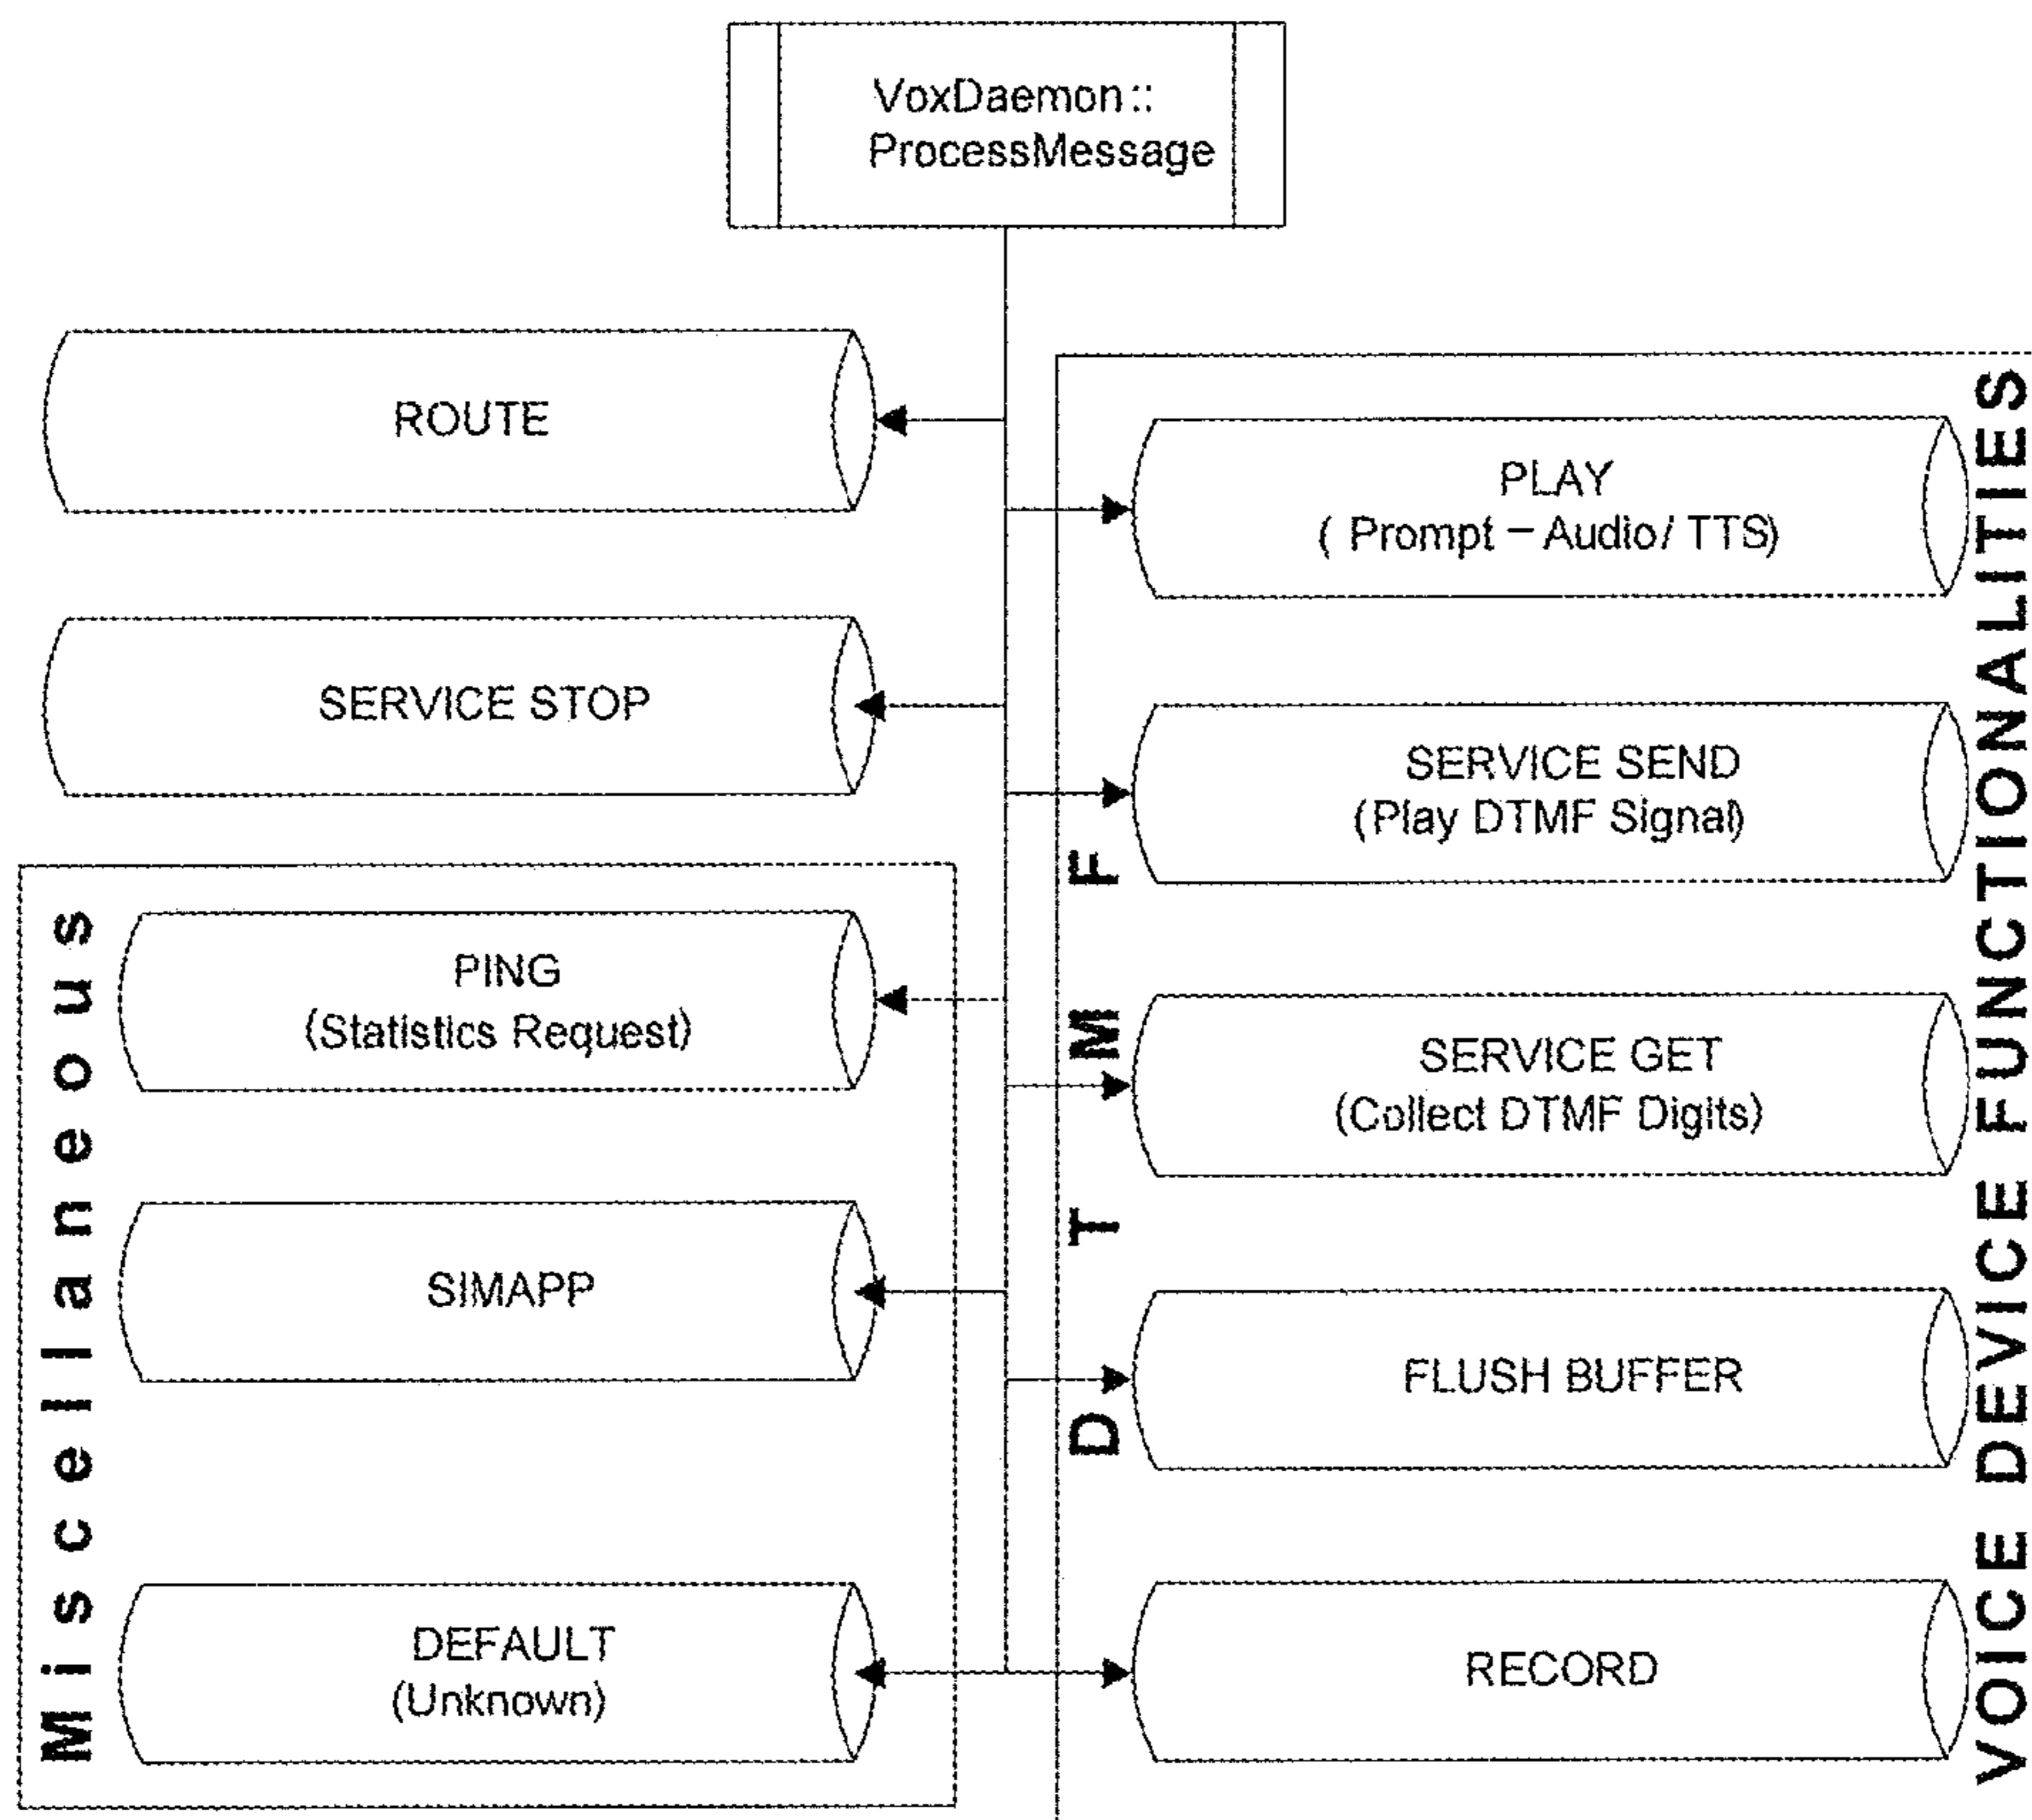 VoxDaemon::
ProcessMessage
ROUTE
PLAY
( Prompt – Audio/ TTS)
SERVICE STOP
SERVICE SEND
(Play DTMF Signal)
Miscellaneous
PING
(Statistics Request)
DTMF
SERVICE GET
(Collect DTMF Digits)
SIMAPP
FLUSH BUFFER
DEFAULT
(Unknown)
RECORD
VOICE DEVICE FUNCTIONALITIES